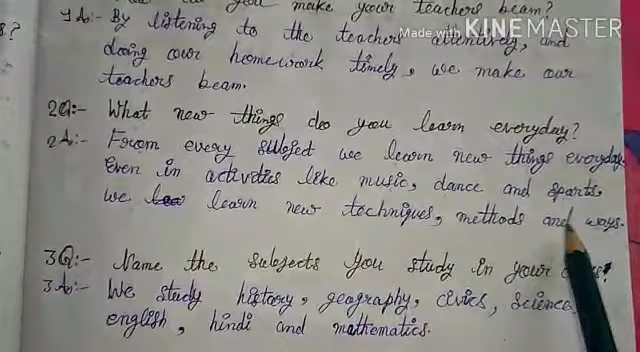 you make your teachers beam?
Made with KINEMASTER
1A:- By listening to the teachers attentively, and
doing our homework timely, we make our
teachers beam.
2Q:- What new things do you learn everyday?
2A:- From every subject we learn new things everyday.
Even in activities like music, dance and sports,
we learn new techniques, methods and ways.
3Q:- Name the subjects you study in your
3A:- We study history, geography, civics, science,
english, hindi and mathematics.